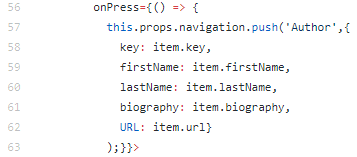 56 onPress={() => {
57 this.props.navigation.push('Author',{
58 key: item.key,
59 firstName: item.firstName,
60 lastName: item.lastName,
61 biography: item.biography,
62 URL: item.url}
63 );}}>